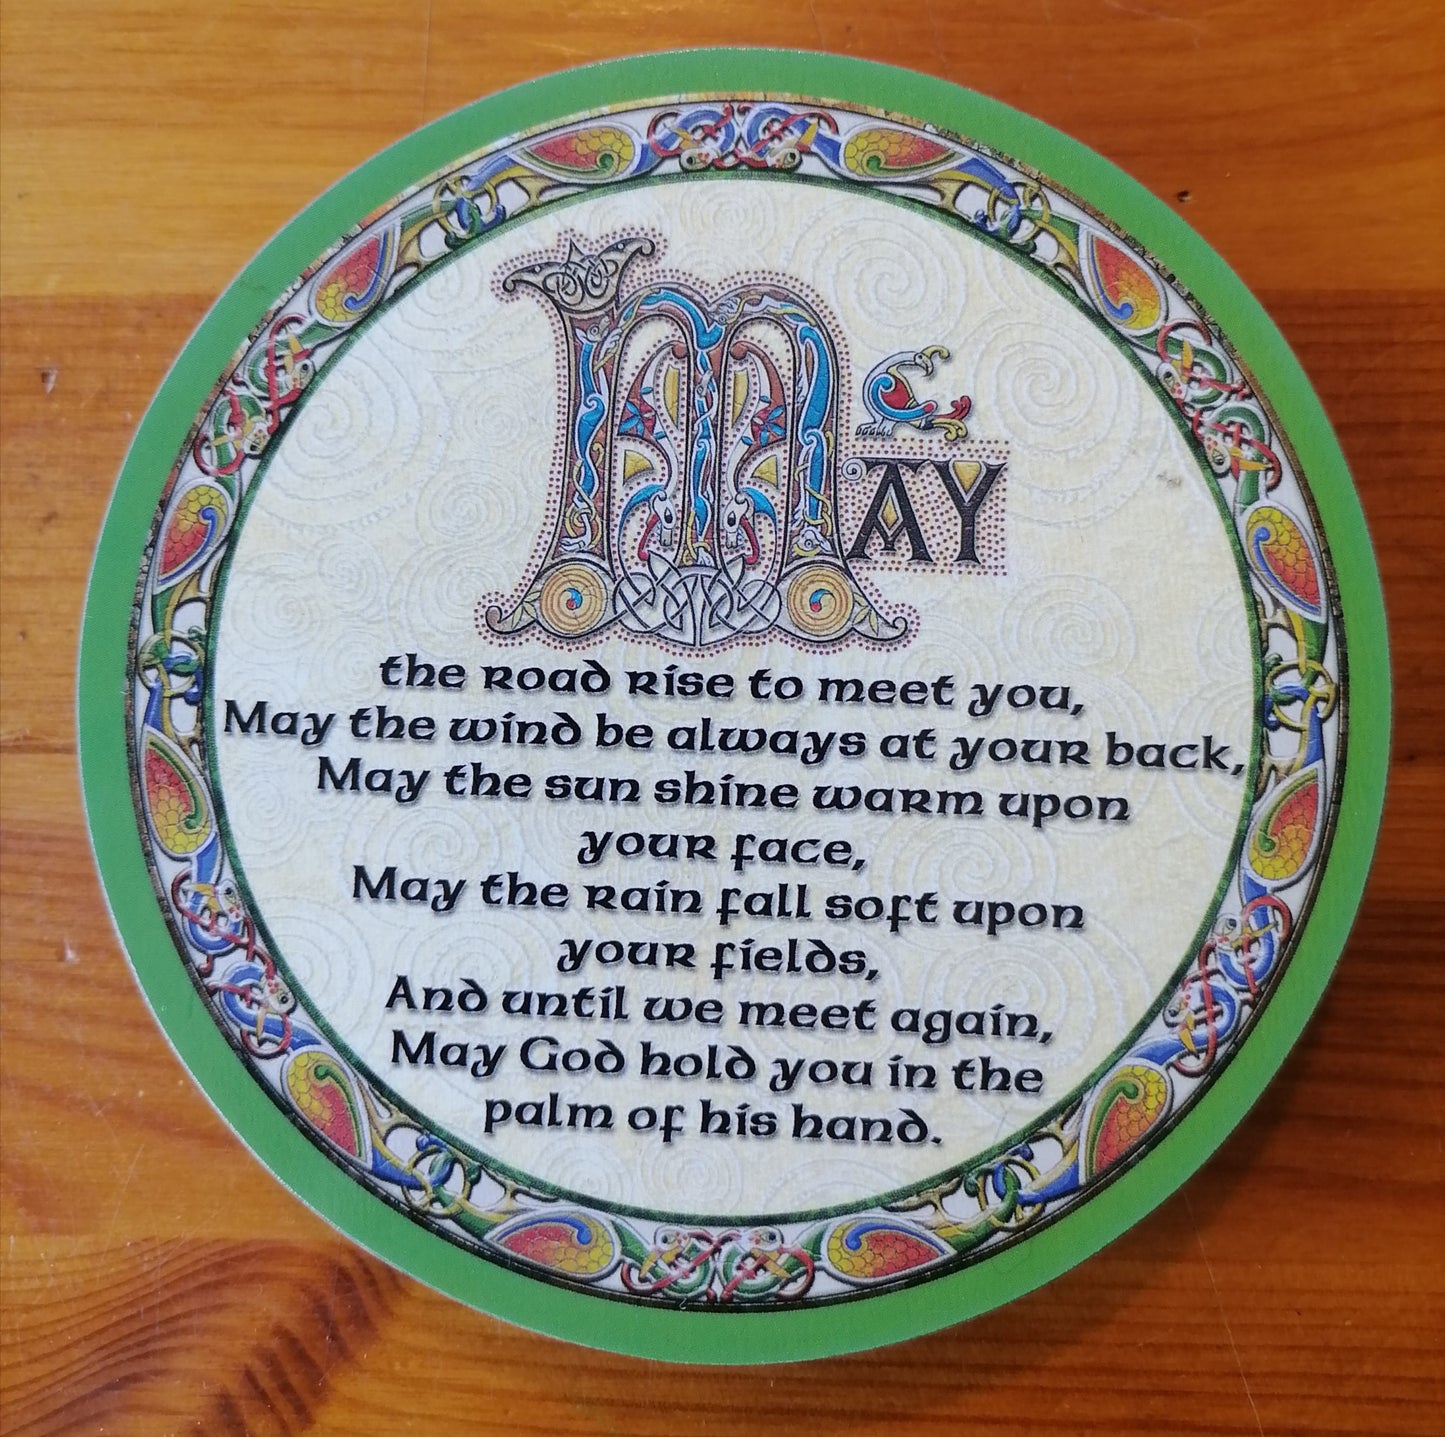 May
the road rise to meet you,
May the wind be always at your back,
May the sun shine warm upon
your face,
May the rain fall soft upon
your fields,
And until we meet again,
May God hold you in the
palm of his hand.